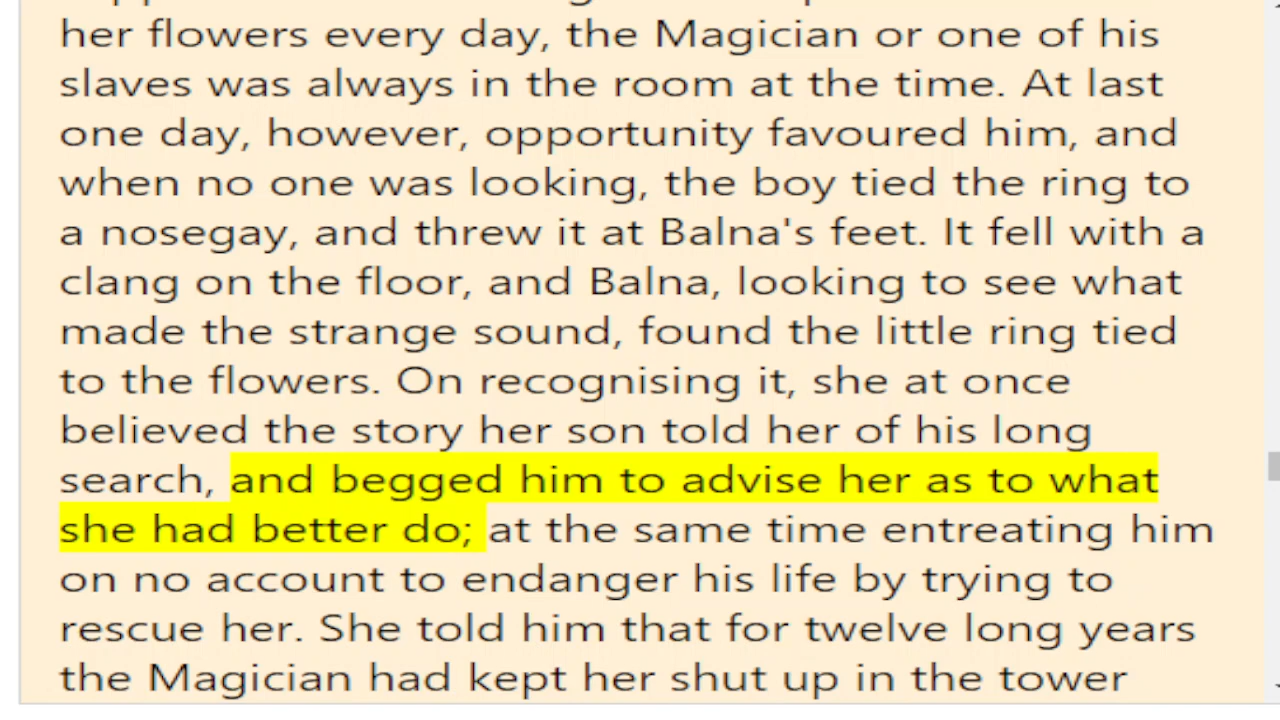 her flowers every day, the Magician or one of his
slaves was always in the room at the time. At last
one day, however, opportunity favoured him, and
when no one was looking, the boy tied the ring to
a nosegay, and threw it at Balna's feet. It fell with a
clang on the floor, and Balna, looking to see what
made the strange sound, found the little ring tied
to the flowers. On recognising it, she at once
believed the story her son told her of his long
search, and begged him to advise her as to what
she had better do; at the same time entreating him
on no account to endanger his life by trying to
rescue her. She told him that for twelve long years
the Magician had kept her shut up in the tower